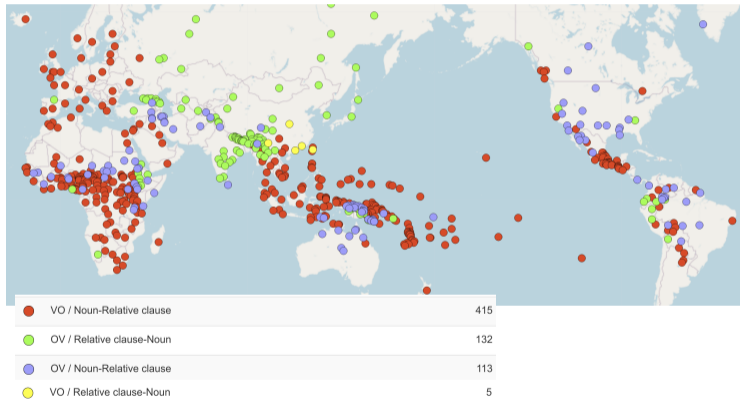 VO / Noun-Relative clause 415
OV / Relative clause-Noun 132
OV / Noun-Relative clause 113
VO / Relative clause-Noun 5